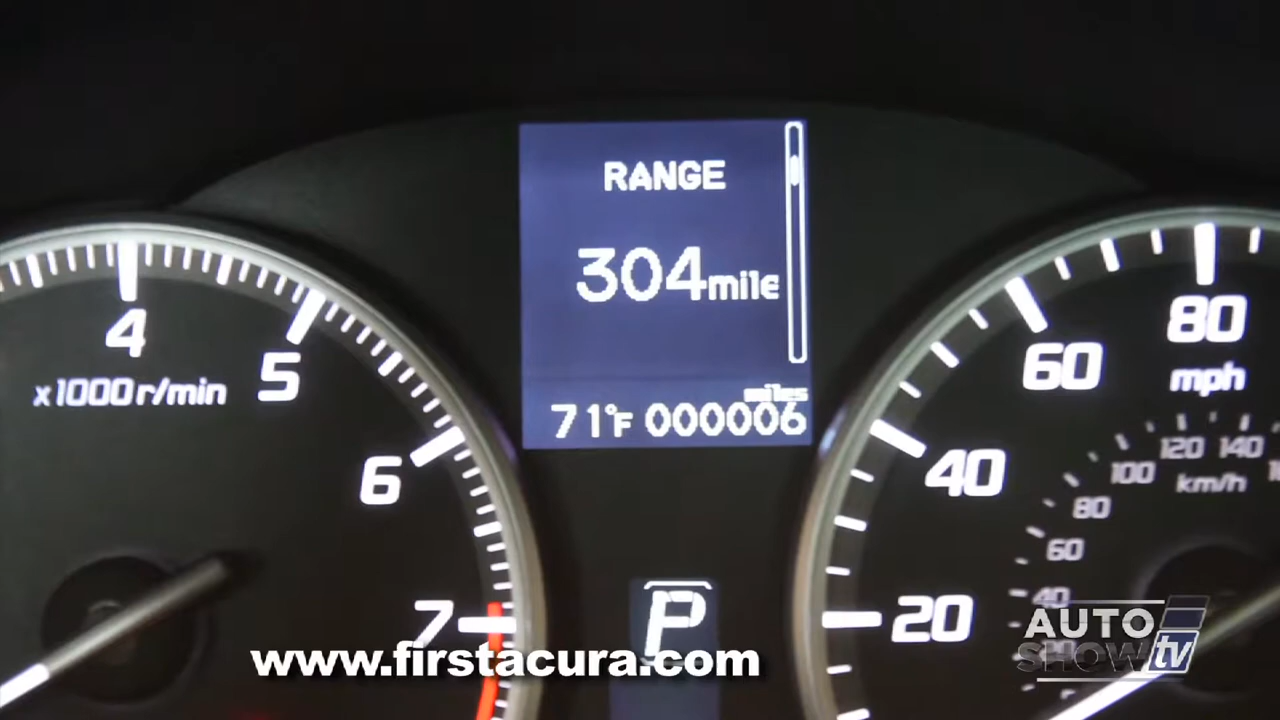 RANGE
304mile
miles
71°F 000006
4
5
x1000 r/min
6
7
P
80
60
mph
40
120
140
100
km/h
80
60
40
20
www.firstacura.com
AUTO
SHOW tv